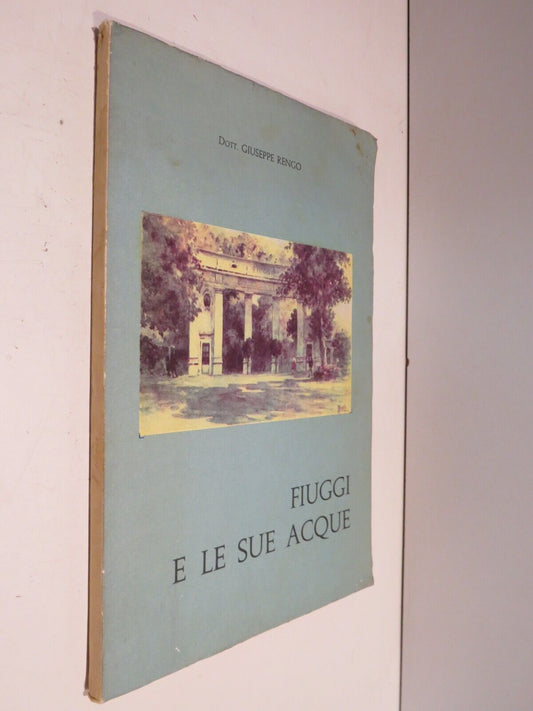 Dott. GIUSEPPE RENGO
FIUGGI
E LE SUE ACQUE